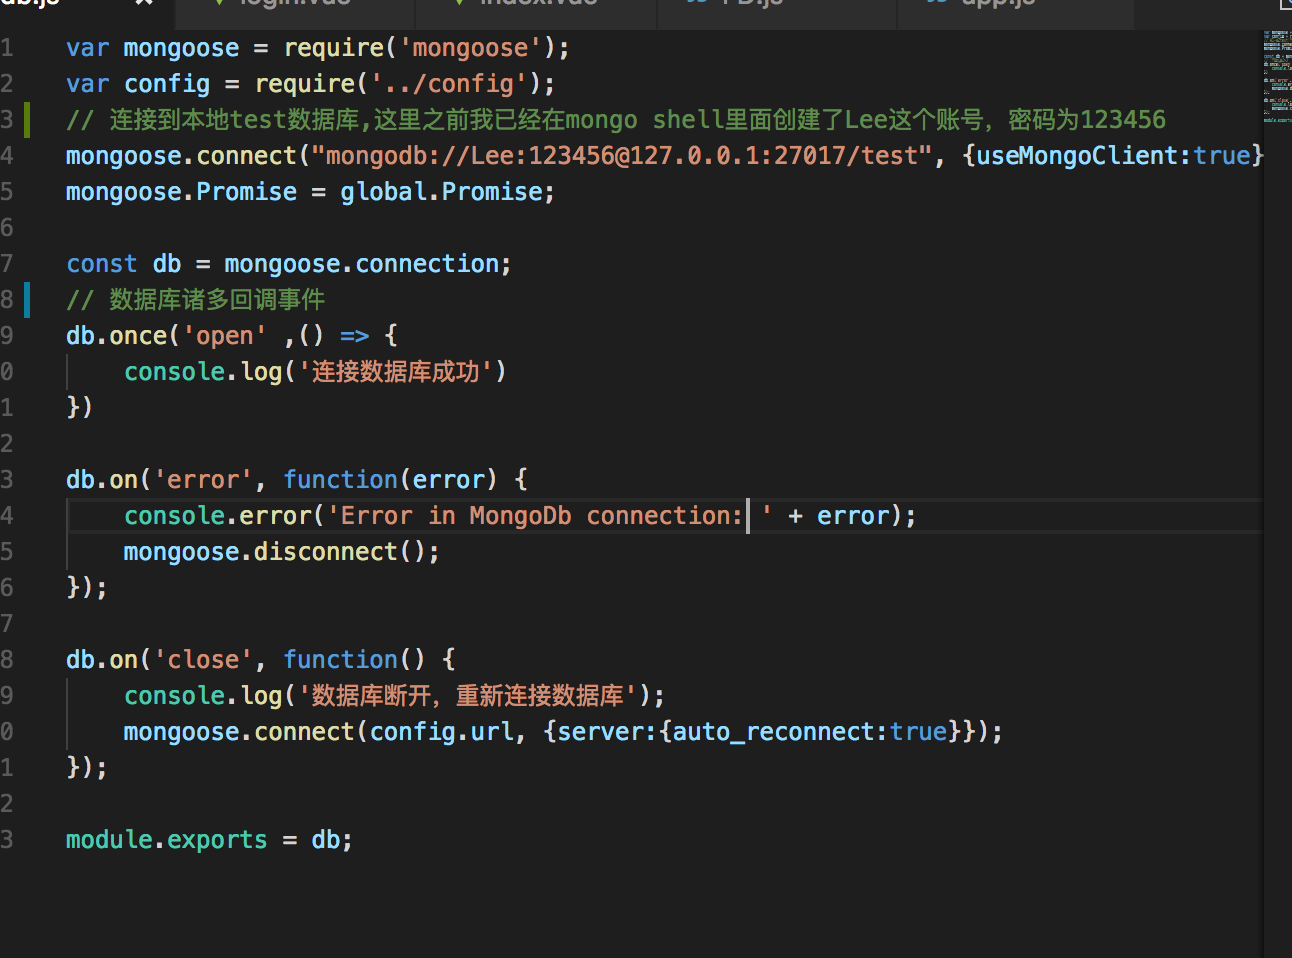 db.js login.vue index.vue app.js
1 var mongoose = require('mongoose');
2 var config = require('../config');
3 // 连接到本地test数据库,这里之前我已经在mongo shell里面创建了Lee这个账号，密码为123456
4 mongoose.connect("mongodb://Lee:123456@127.0.0.1:27017/test", {useMongoClient:true}
5 mongoose.Promise = global.Promise;
6
7 const db = mongoose.connection;
8 // 数据库诸多回调事件
9 db.once('open' ,() => {
0 console.log('连接数据库成功')
1 })
2
3 db.on('error', function(error) {
4 console.error('Error in MongoDb connection: ' + error);
5 mongoose.disconnect();
6 });
7
8 db.on('close', function() {
9 console.log('数据库断开，重新连接数据库');
0 mongoose.connect(config.url, {server:{auto_reconnect:true}});
1 });
2
3 module.exports = db;